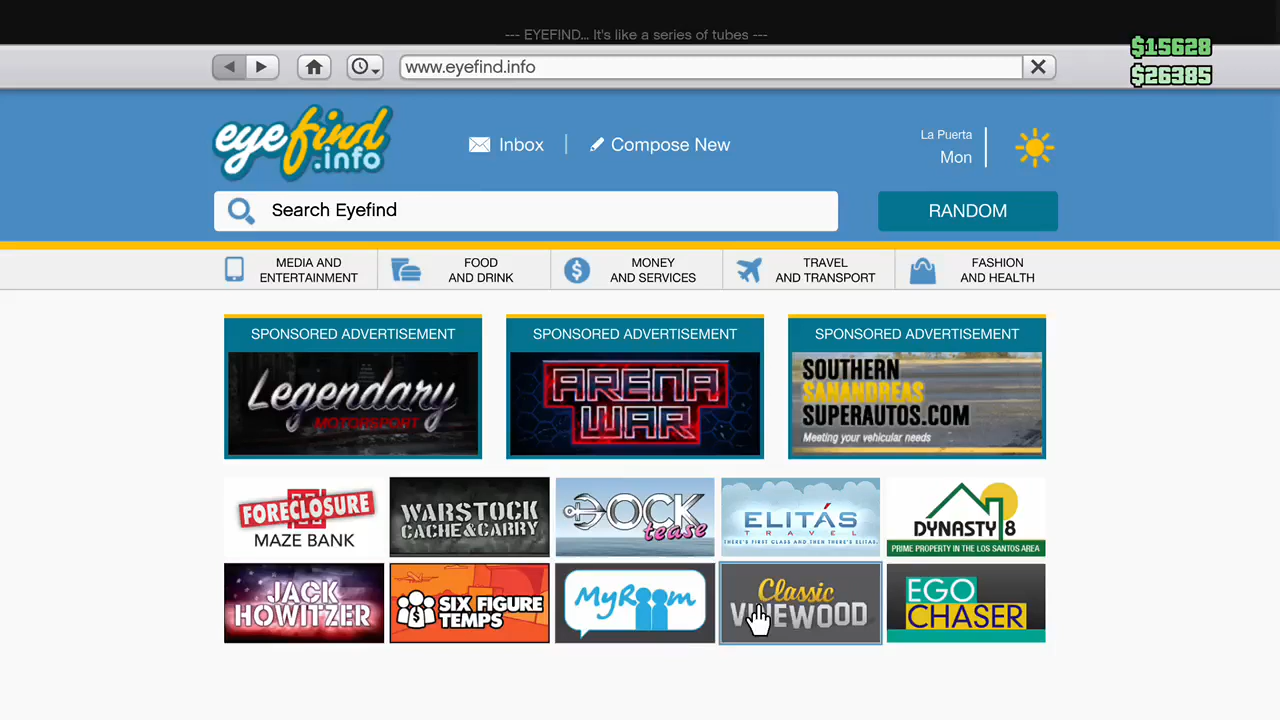 --- EYEFIND... It's like a series of tubes ---
$15628
$26385
www.eyefind.info
eyefind
.info
Inbox
Compose New
La Puerta
Mon
Search Eyefind
RANDOM
MEDIA AND
ENTERTAINMENT
FOOD
AND DRINK
MONEY
AND SERVICES
TRAVEL
AND TRANSPORT
FASHION
AND HEALTH
SPONSORED ADVERTISEMENT
Legendary
MOTORSPORT
SPONSORED ADVERTISEMENT
ARENA
WAR
SPONSORED ADVERTISEMENT
SOUTHERN
SANANDREAS
SUPERAUTOS.COM
Meeting your vehicular needs
FORECLOSURE
MAZE BANK
WARSTOCK
CACHE & CARRY
DOCK
tease
ELITÁS
TRAVEL
THERE'S FIRST CLASS AND THEN THERE'S ELITAS.
DYNASTY 8
PRIME PROPERTY IN THE LOS SANTOS AREA
JACK
HOWITZER
SIX FIGURE
TEMPS
MyRoom
Classic
VINEWOOD
EGO
CHASER